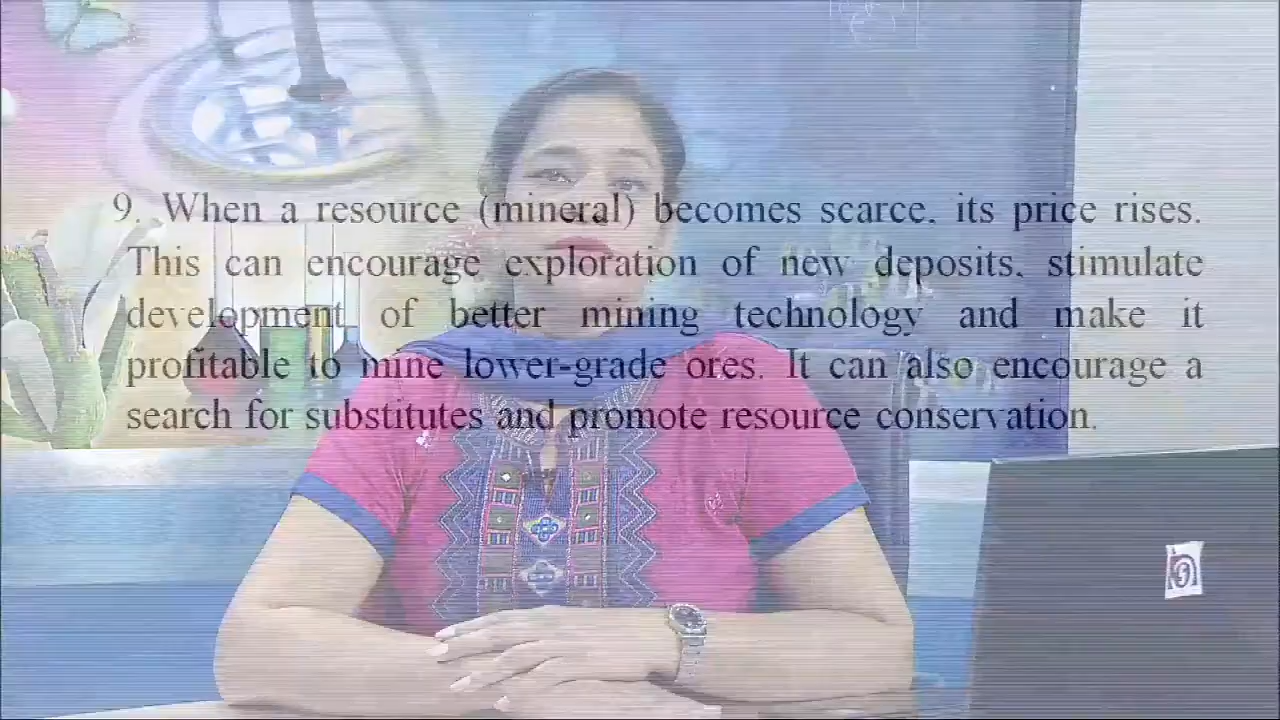 9. When a resource (mineral) becomes scarce, its price rises.
This can encourage exploration of new deposits, stimulate
development of better mining technology and make it
profitable to mine lower-grade ores. It can also encourage a
search for substitutes and promote resource conservation.